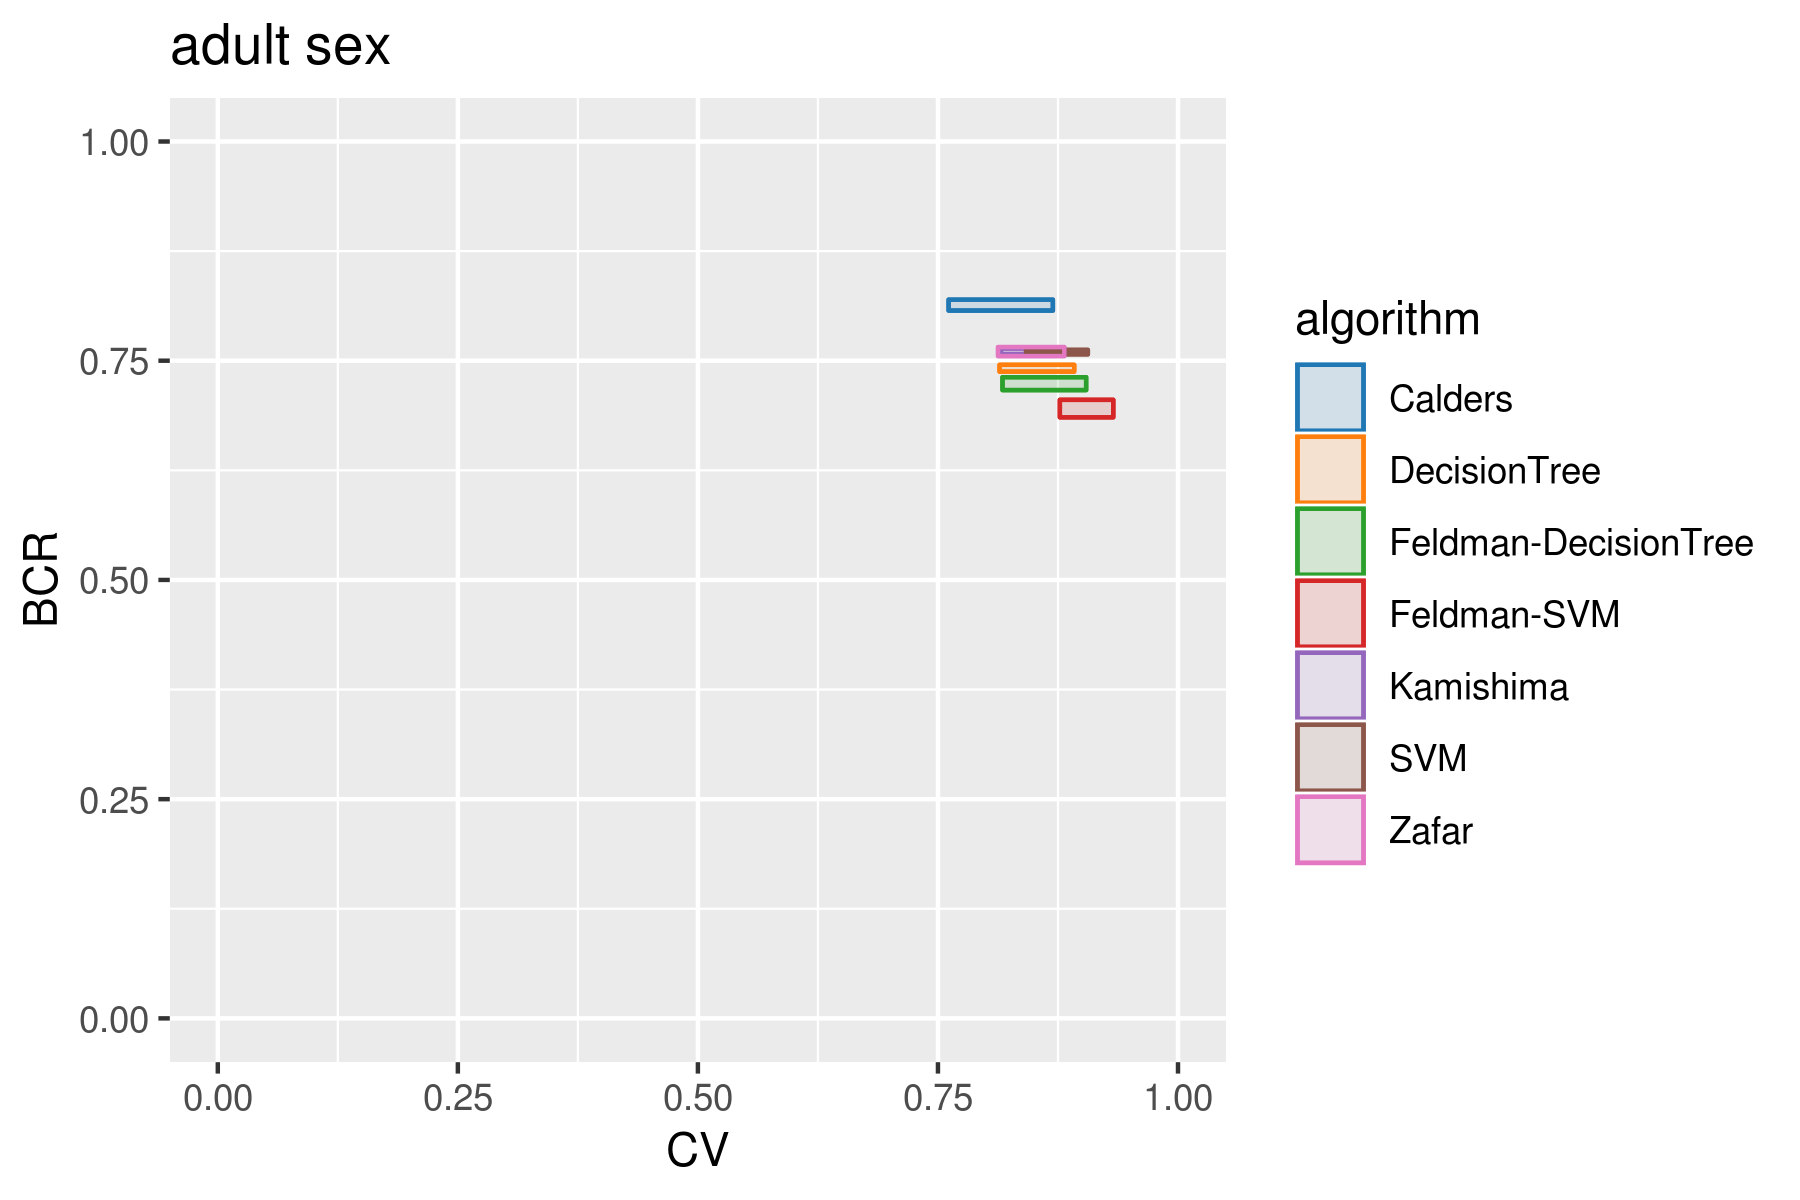 adult sex
1.00
0.75
0.50
0.25
0.00
BCR
0.00 0.25 0.50 0.75 1.00
CV
algorithm
Calders
DecisionTree
Feldman-DecisionTree
Feldman-SVM
Kamishima
SVM
Zafar